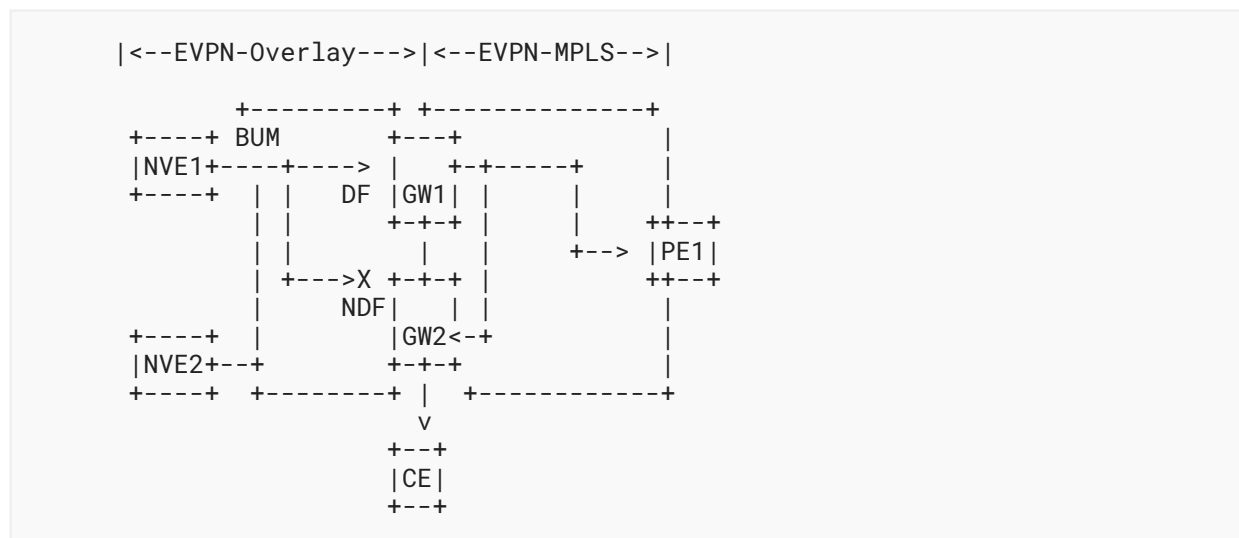 |<--EVPN-Overlay--->|<--EVPN-MPLS-->|

             +---------+ +--------------+
      +----+ BUM       +---+             |
      |NVE1+----+----> |   +-+-----+     |
      +----+  | |   DF |GW1| |     |     |
              | |      +-+-+ |     |    ++--+
              | |        |   |     +--> |PE1|
              | +--->X +-+-+ |          ++--+
              |     NDF|   | |           |
      +----+  |        |GW2<-+           |
      |NVE2+--+        +-+-+             |
      +----+  +--------+ |  +------------+
                         v
                       +--+
                       |CE|
                       +--+